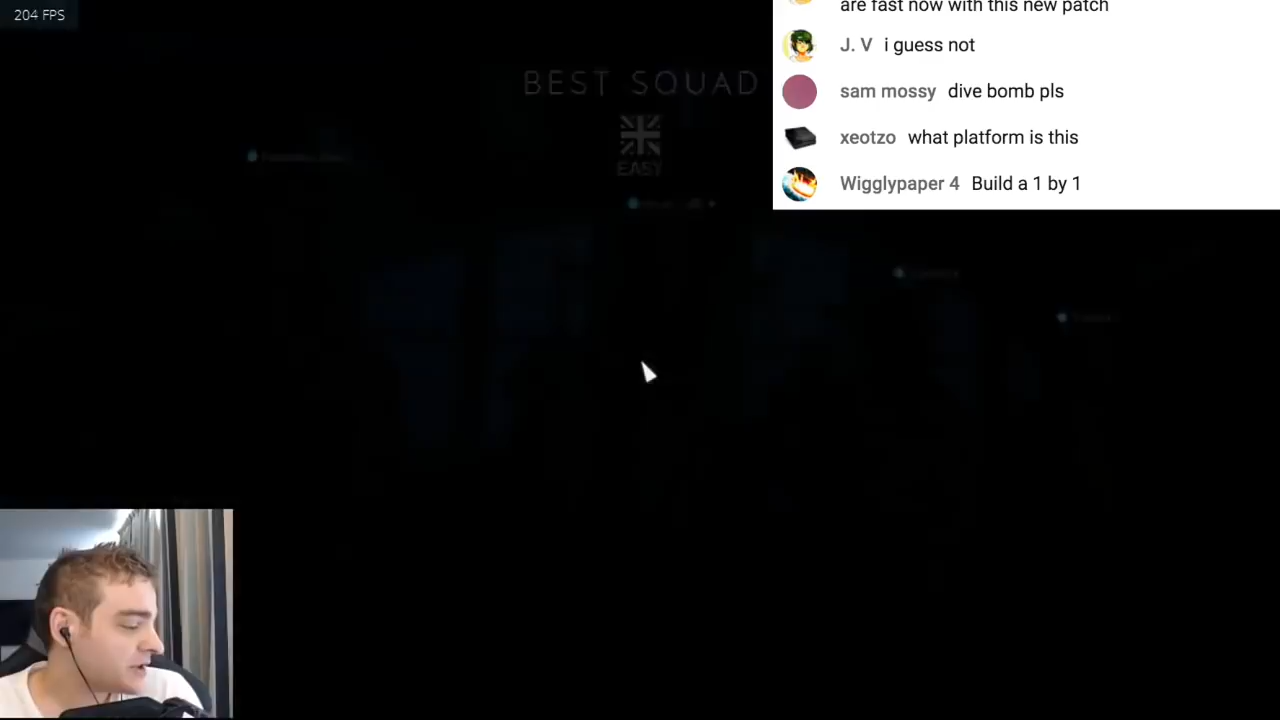 204 FPS
are fast now with this new patch
J. V i guess not
BEST SQUAD
sam mossy dive bomb pls
xeotzo what platform is this
EASY
Wigglypaper 4 Build a 1 by 1